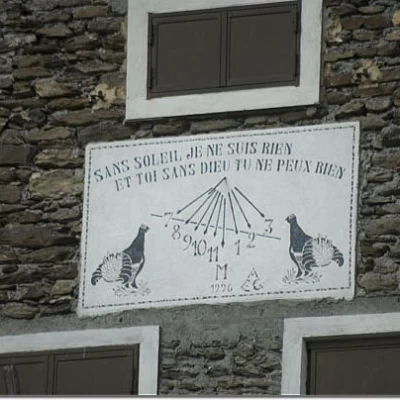 SANS SOLEIL JE NE SUIS RIEN
ET TOI SANS DIEU TU NE PEUX RIEN
8 9 10 11 M 1 2 3
1996